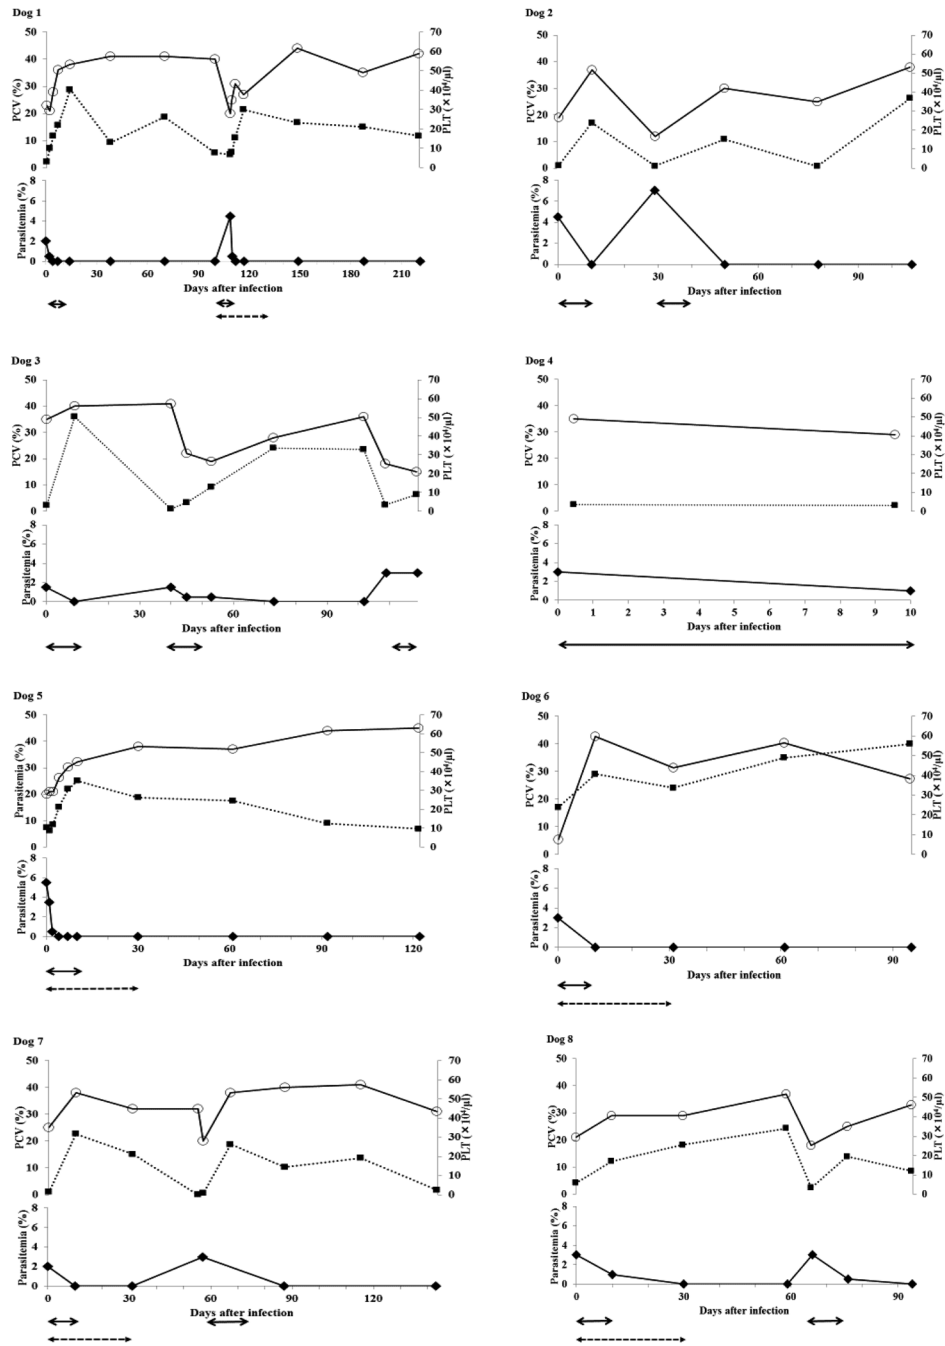 Dog 1
50 40 30 20 10 0
PCV (%)
70 60 50 40 30 20 10 0
PLT (×10⁴/μl)
8 6 4 2 0
Parasitemia (%)
0 30 60 90 120 150 180 210
Days after infection
Dog 2
50 40 30 20 10 0
PCV (%)
70 60 50 40 30 20 10 0
PLT (×10⁴/μl)
8 6 4 2 0
Parasitemia (%)
0 30 60 90
Days after infection
Dog 3
50 40 30 20 10 0
PCV (%)
70 60 50 40 30 20 10 0
PLT (×10⁴/μl)
8 6 4 2 0
Parasitemia (%)
0 30 60 90
Days after infection
Dog 4
50 40 30 20 10 0
PCV (%)
70 60 50 40 30 20 10 0
PLT (×10⁴/μl)
8 6 4 2 0
Parasitemia (%)
0 1 2 3 4 5 6 7 8 9 10
Days after infection
Dog 5
50 40 30 20 10 0
Parasitemia (%)
70 60 50 40 30 20 10 0
PLT (×10⁴/μl)
8 6 4 2 0
Parasitemia (%)
0 30 60 90 120
Days after infection
Dog 6
50 40 30 20 10 0
PCV (%)
70 60 50 40 30 20 10 0
PLT (×10⁴/μl)
8 6 4 2 0
Parasitemia (%)
0 30 60 90
Days after infection
Dog 7
50 40 30 20 10 0
PCV (%)
70 60 50 40 30 20 10 0
PLT (×10⁴/μl)
8 6 4 2 0
Parasitemia (%)
0 30 60 90 120
Days after infection
Dog 8
50 40 30 20 10 0
PCV (%)
70 60 50 40 30 20 10 0
PLT (×10⁴/μl)
8 6 4 2 0
Parasitemia (%)
0 30 60 90
Days after infection